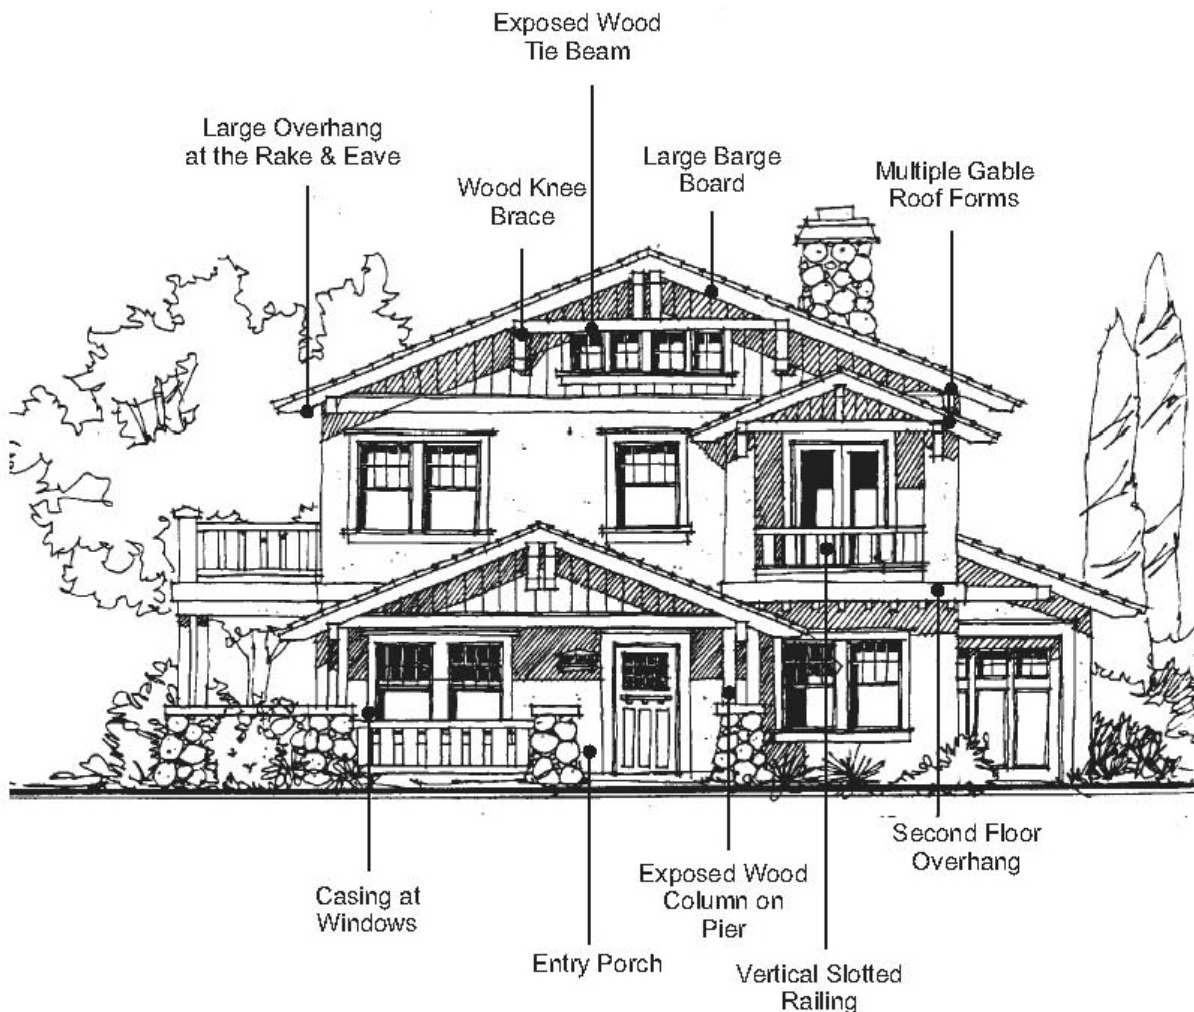 Exposed Wood
Tie Beam
Large Overhang
at the Rake & Eave
Wood Knee
Brace
Large Barge
Board
Multiple Gable
Roof Forms
Second Floor
Overhang
Exposed Wood
Column on
Pier
Casing at
Windows
Entry Porch
Vertical Slotted
Railing